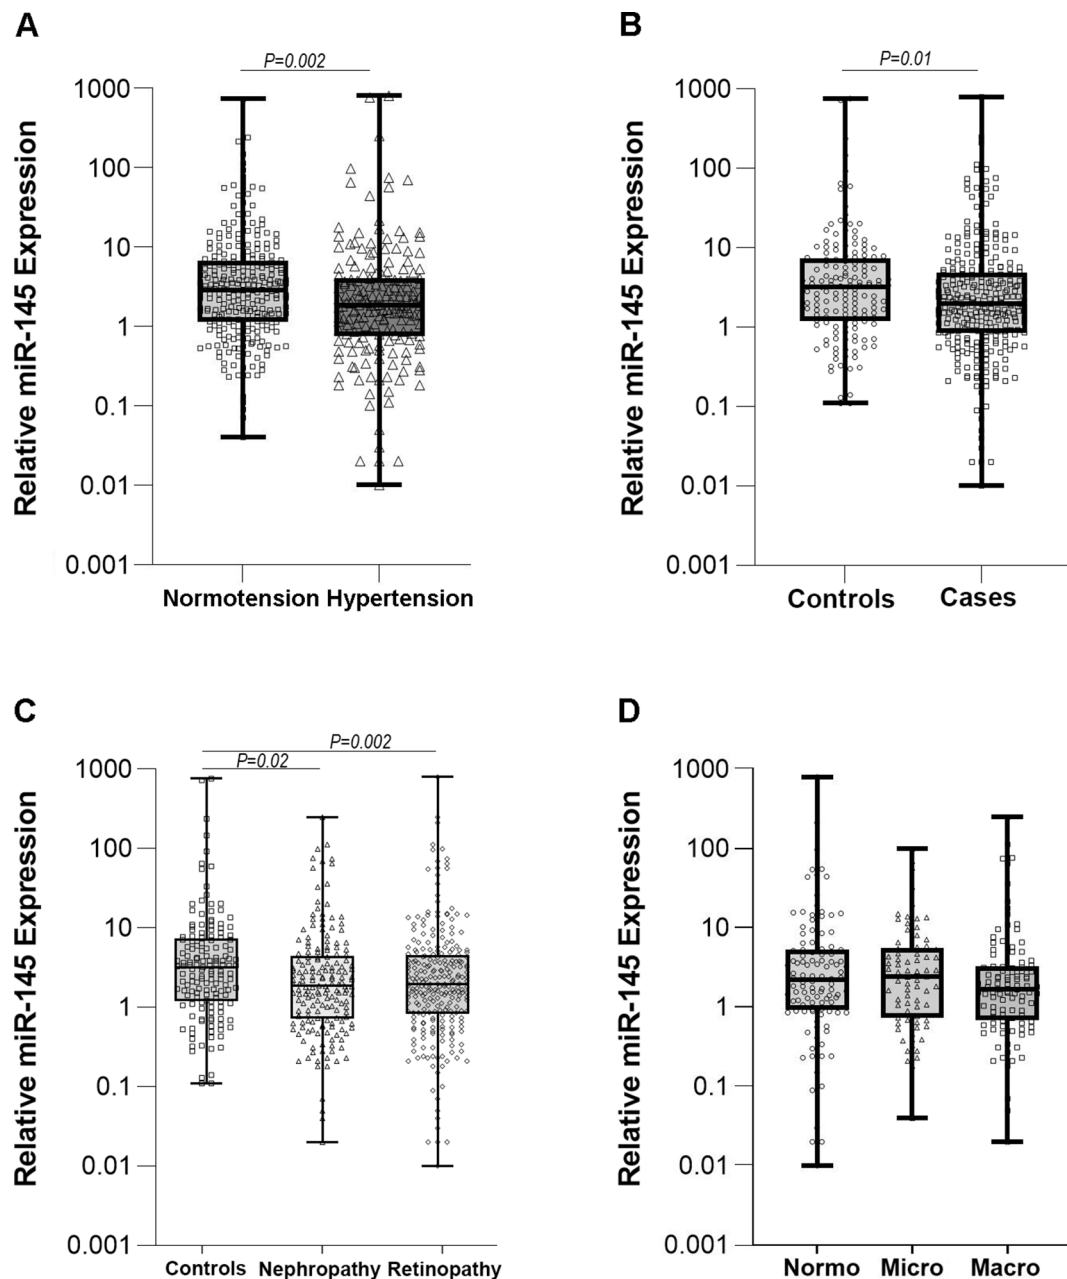 A
P=0.002
Relative miR-145 Expression
1000
100
10
1
0.1
0.01
0.001
Normotension Hypertension
B
P=0.01
Relative miR-145 Expression
1000
100
10
1
0.1
0.01
0.001
Controls Cases
C
P=0.002
P=0.02
Relative miR-145 Expression
1000
100
10
1
0.1
0.01
0.001
Controls Nephropathy Retinopathy
D
Relative miR-145 Expression
1000
100
10
1
0.1
0.01
0.001
Normo Micro Macro